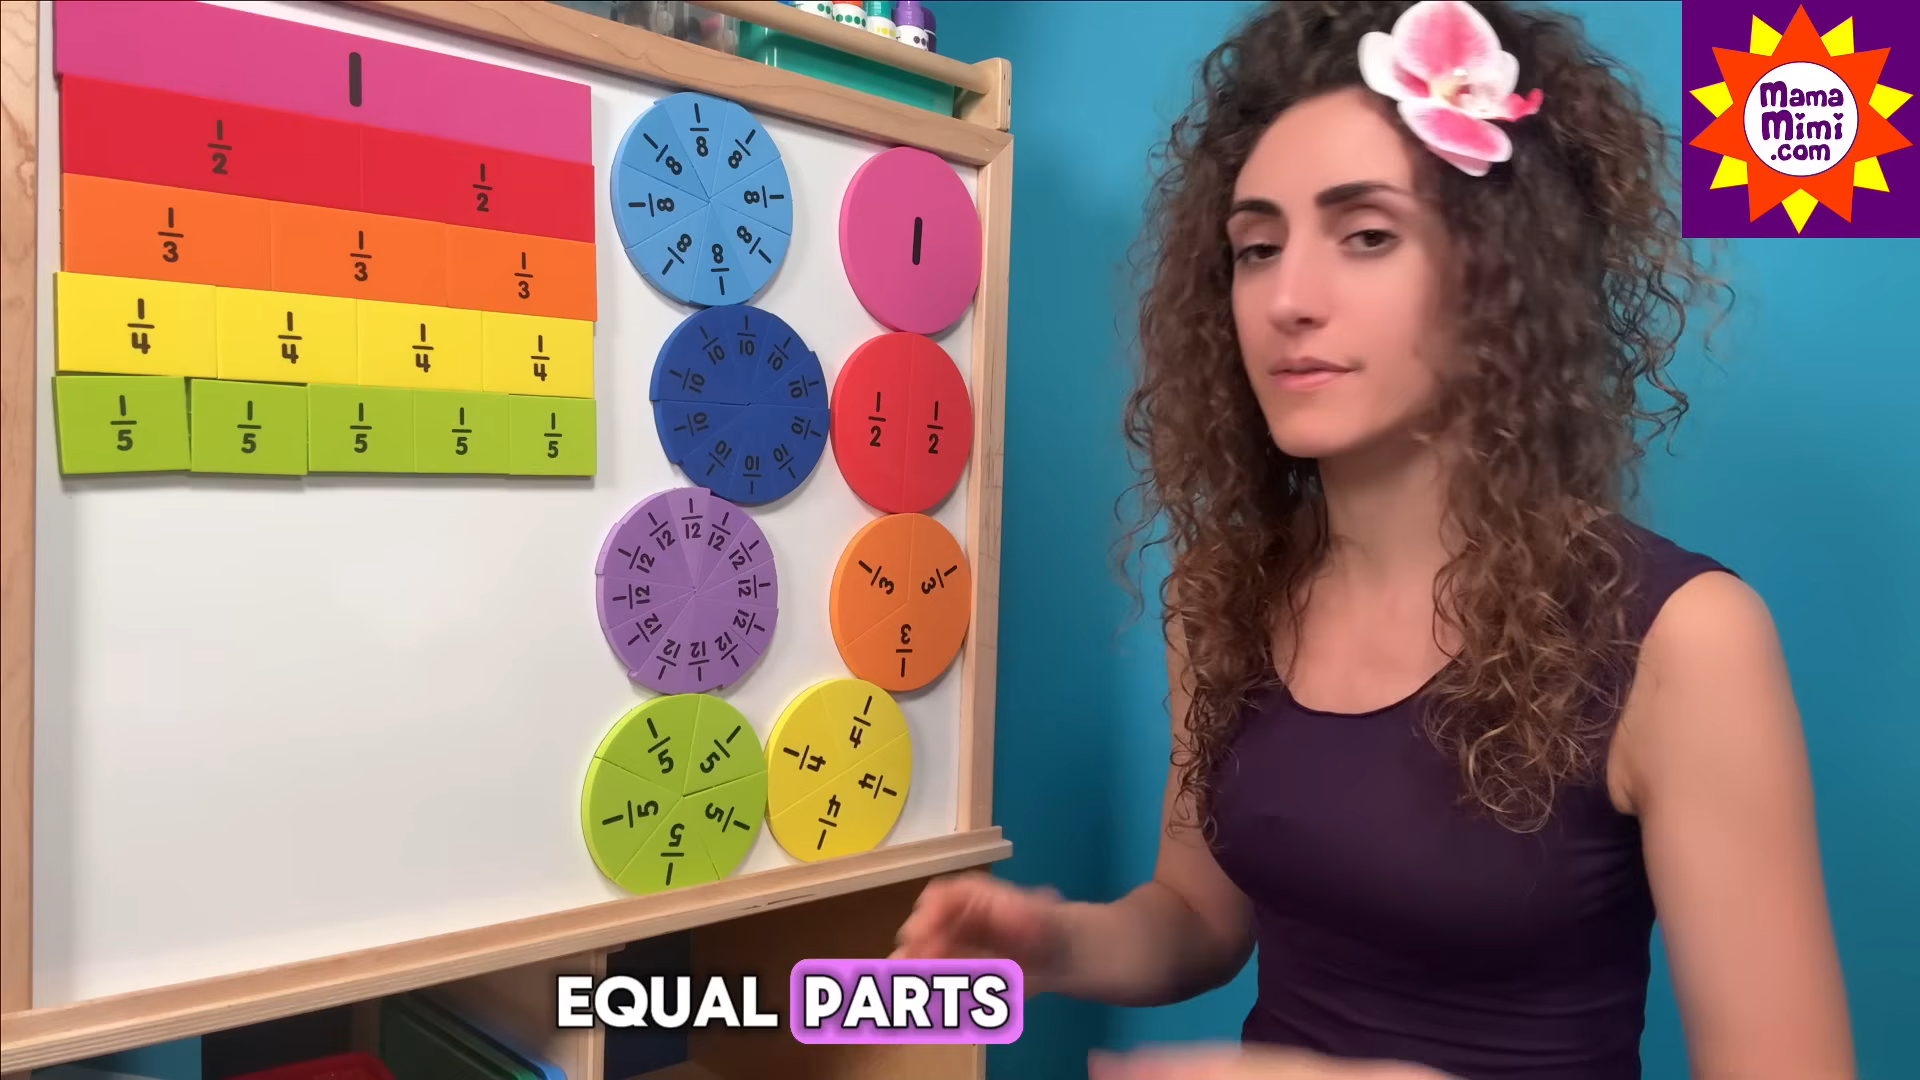 1
1/2 1/2
1/3 1/3 1/3
1/4 1/4 1/4 1/4
1/5 1/5 1/5 1/5 1/5
1/8 1/8 1/8 1/8 1/8 1/8 1/8 1/8
1
1/10 1/10 1/10 1/10 1/10 1/10 1/10 1/10 1/10 1/10
1/2 1/2
1/12 1/12 1/12 1/12 1/12 1/12 1/12 1/12 1/12 1/12 1/12 1/12
1/3 1/3 1/3
1/5 1/5 1/5 1/5 1/5
1/4 1/4 1/4 1/4
Mama
Mimi
.com
EQUAL PARTS